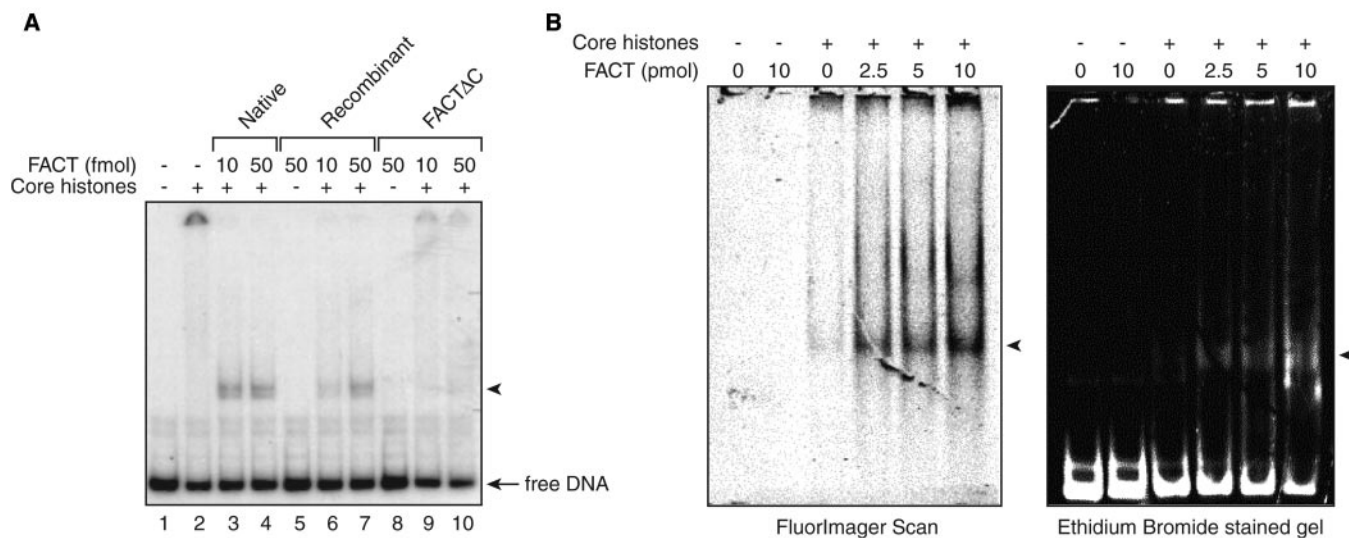 A
Native
Recombinant
FACTΔC
FACT (fmol) - - 10 50 50 10 50 50 10 50
Core histones - + + + - + + - + +
free DNA
1 2 3 4 5 6 7 8 9 10
B
Core histones - - + + + +
FACT (pmol) 0 10 0 2.5 5 10
FluorImager Scan
- - + + + +
0 10 0 2.5 5 10
Ethidium Bromide stained gel